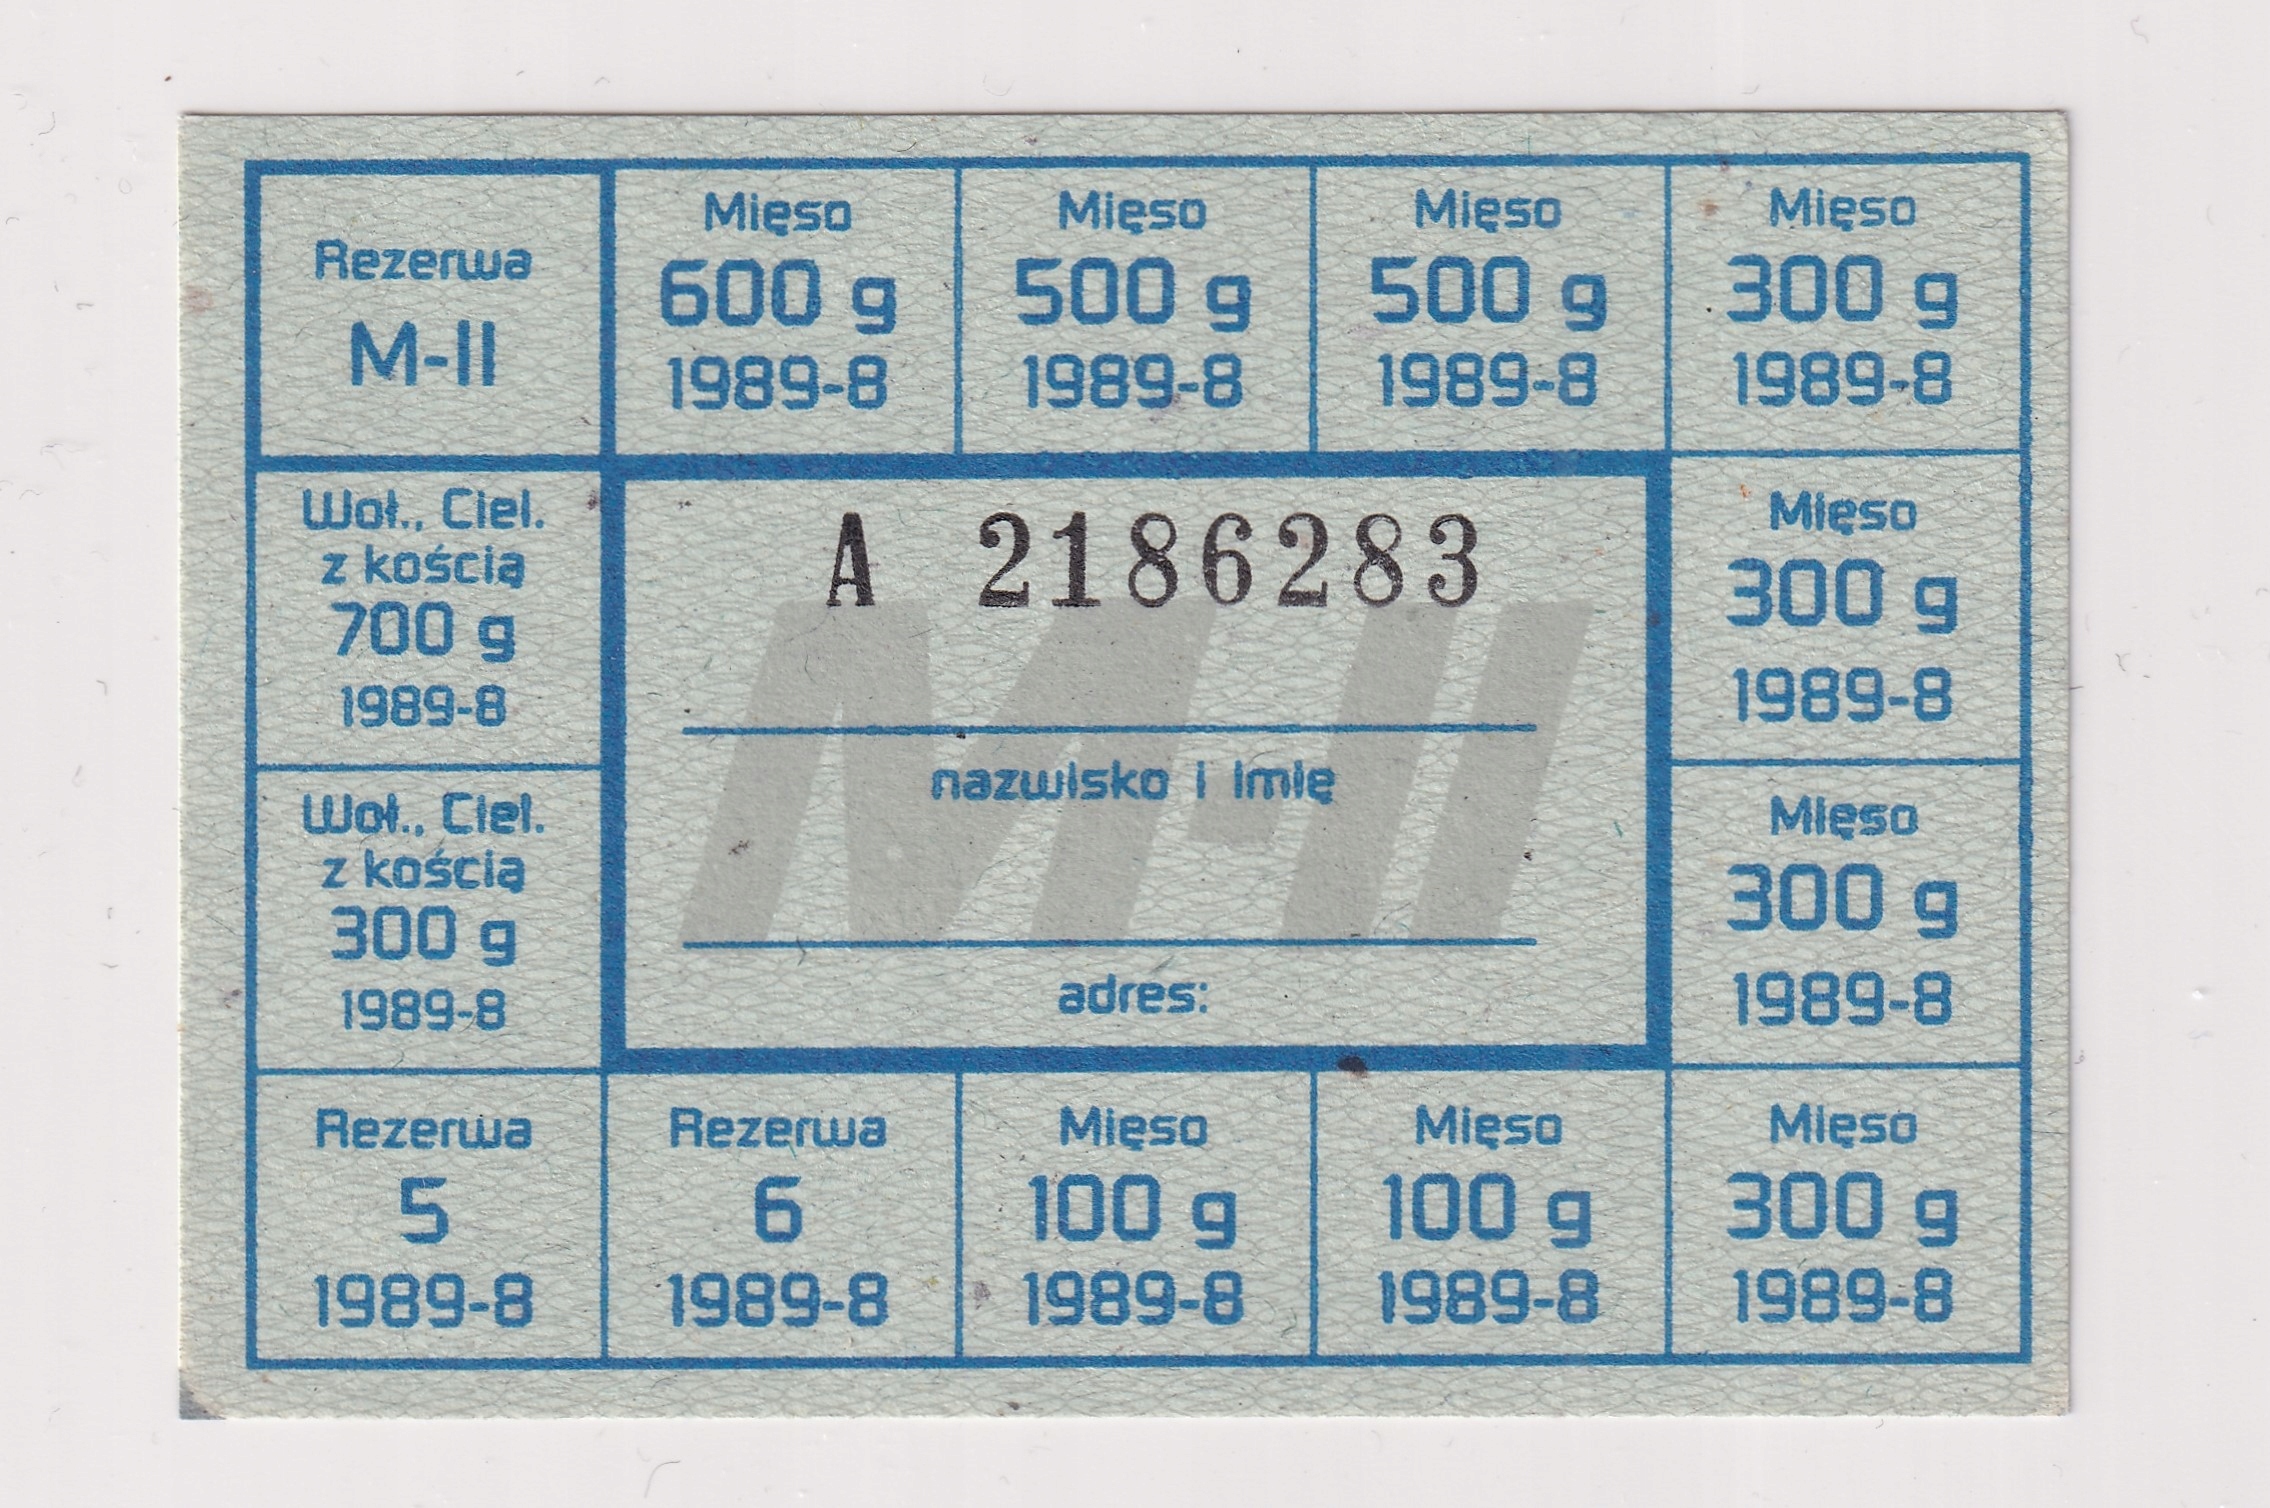 Rezerwa
M-II
Mięso
600 g
1989-8
Mięso
500 g
1989-8
Mięso
500 g
1989-8
Mięso
300 g
1989-8
Woł., Ciel.
z kością
700 g
1989-8
A 2186283
M-II
nazwisko i imię
adres:
Mięso
300 g
1989-8
Woł., Ciel.
z kością
300 g
1989-8
Mięso
300 g
1989-8
Rezerwa
5
1989-8
Rezerwa
6
1989-8
Mięso
100 g
1989-8
Mięso
100 g
1989-8
Mięso
300 g
1989-8